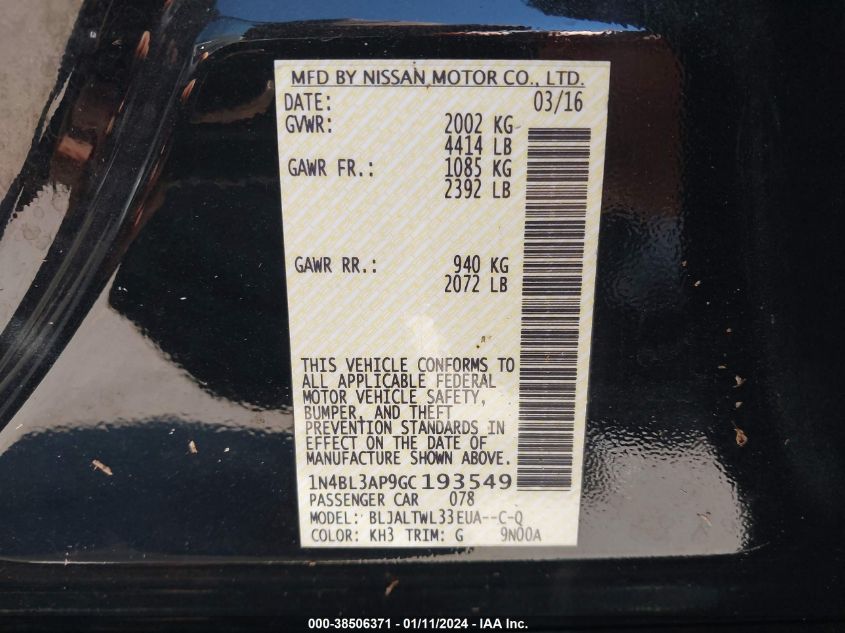 MFD BY NISSAN MOTOR CO., LTD.
DATE: 03/16
GVWR: 2002 KG
4414 LB
GAWR FR.: 1085 KG
2392 LB
GAWR RR.: 940 KG
2072 LB
THIS VEHICLE CONFORMS TO
ALL APPLICABLE FEDERAL
MOTOR VEHICLE SAFETY,
BUMPER, AND THEFT
PREVENTION STANDARDS IN
EFFECT ON THE DATE OF
MANUFACTURE SHOWN ABOVE.
1N4BL3AP9GC193549
PASSENGER CAR 078
MODEL: BLJALTWL33EUA--C-Q
COLOR: KH3 TRIM: G 9N00A
000-38506371 - 01/11/2024 - IAA Inc.